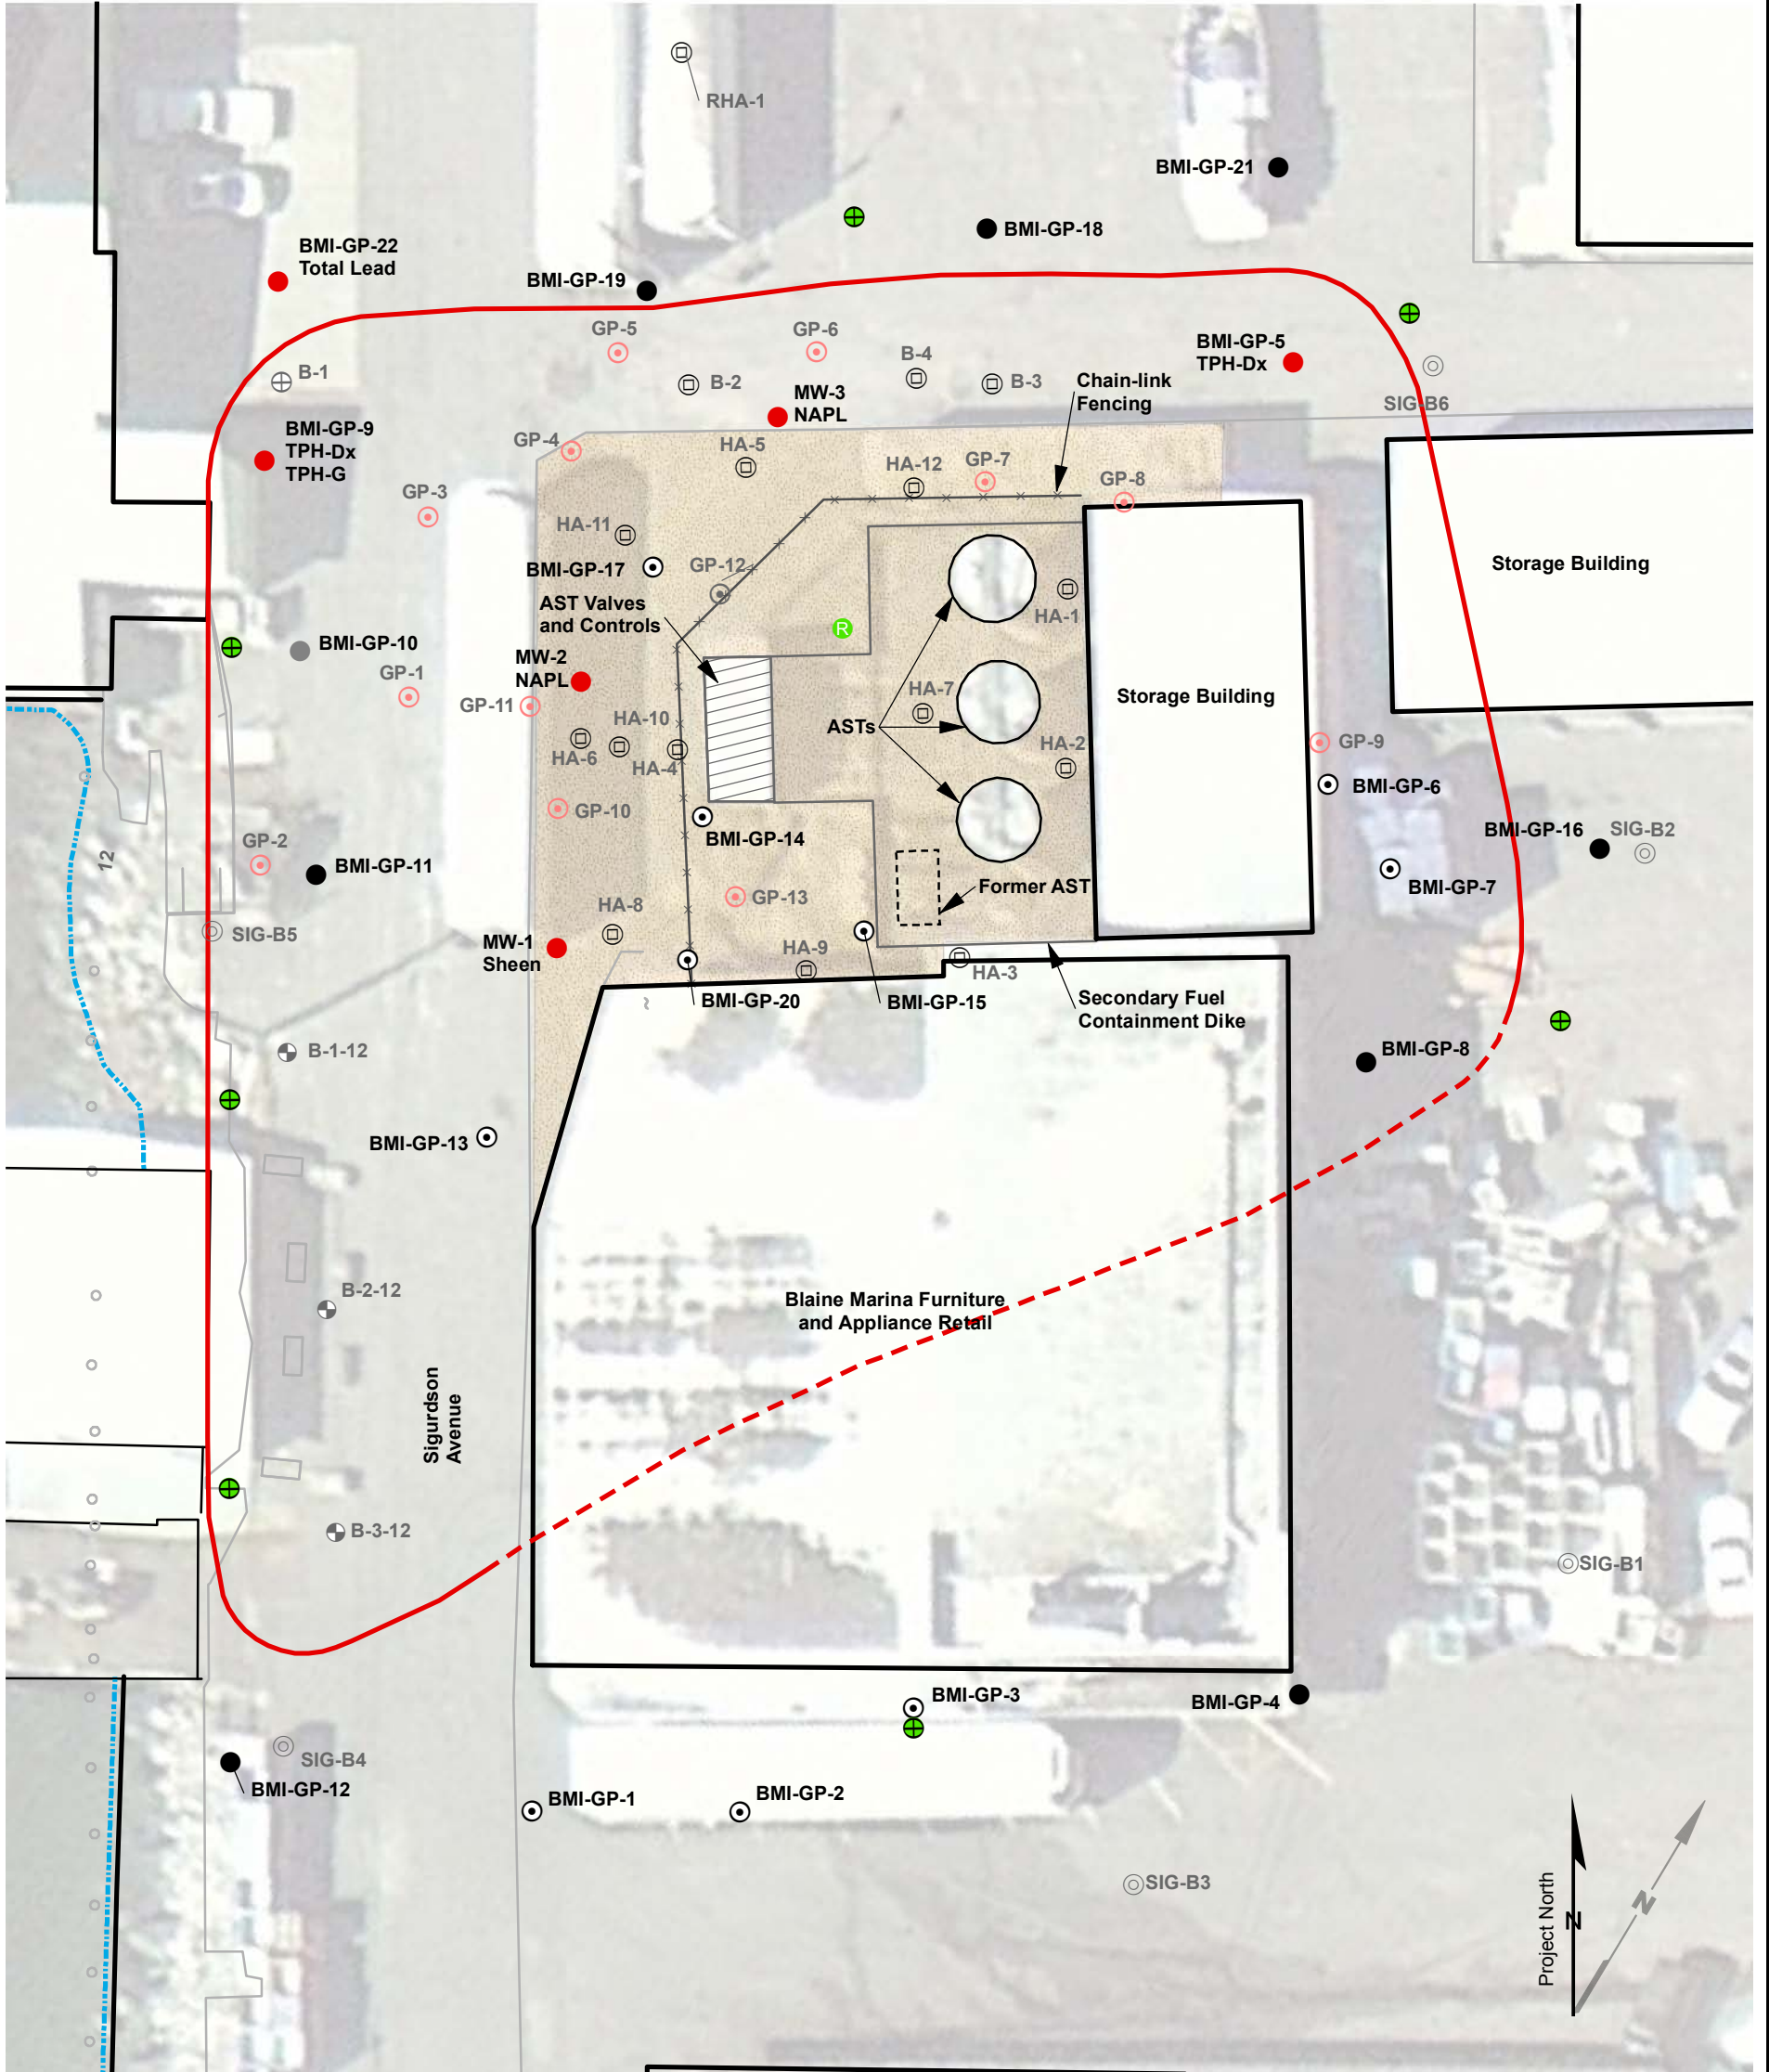 RHA-1
BMI-GP-21
BMI-GP-18
BMI-GP-22
Total Lead
BMI-GP-19
GP-5
GP-6
B-1
B-2
B-4
B-3
BMI-GP-5
TPH-Dx
SIG-B6
MW-3
NAPL
Chain-link
Fencing
BMI-GP-9
TPH-Dx
TPH-G
GP-4
HA-5
HA-12
GP-7
GP-8
GP-3
HA-11
BMI-GP-17
GP-12
AST Valves
and Controls
R
HA-1
Storage Building
Storage Building
BMI-GP-10
GP-1
MW-2
NAPL
GP-11
HA-10
HA-6
HA-4
HA-7
ASTs
HA-2
GP-9
BMI-GP-6
GP-10
BMI-GP-14
BMI-GP-16
SIG-B2
12
GP-2
BMI-GP-11
GP-13
Former AST
BMI-GP-7
SIG-B5
HA-8
MW-1
Sheen
HA-9
HA-3
BMI-GP-20
BMI-GP-15
Secondary Fuel
Containment Dike
B-1-12
BMI-GP-8
BMI-GP-13
B-2-12
Blaine Marina Furniture
and Appliance Retail
Sigurdson
Avenue
B-3-12
SIG-B1
BMI-GP-3
BMI-GP-4
SIG-B4
BMI-GP-12
BMI-GP-1
BMI-GP-2
SIG-B3
Project North
N
N